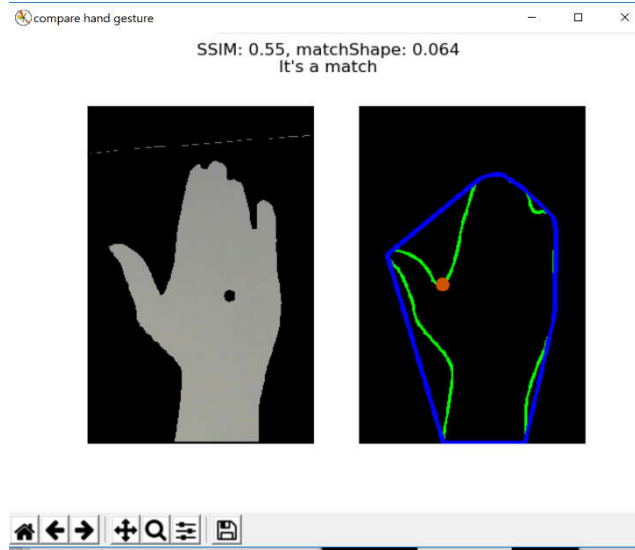 compare hand gesture
SSIM: 0.55, matchShape: 0.064
It's a match